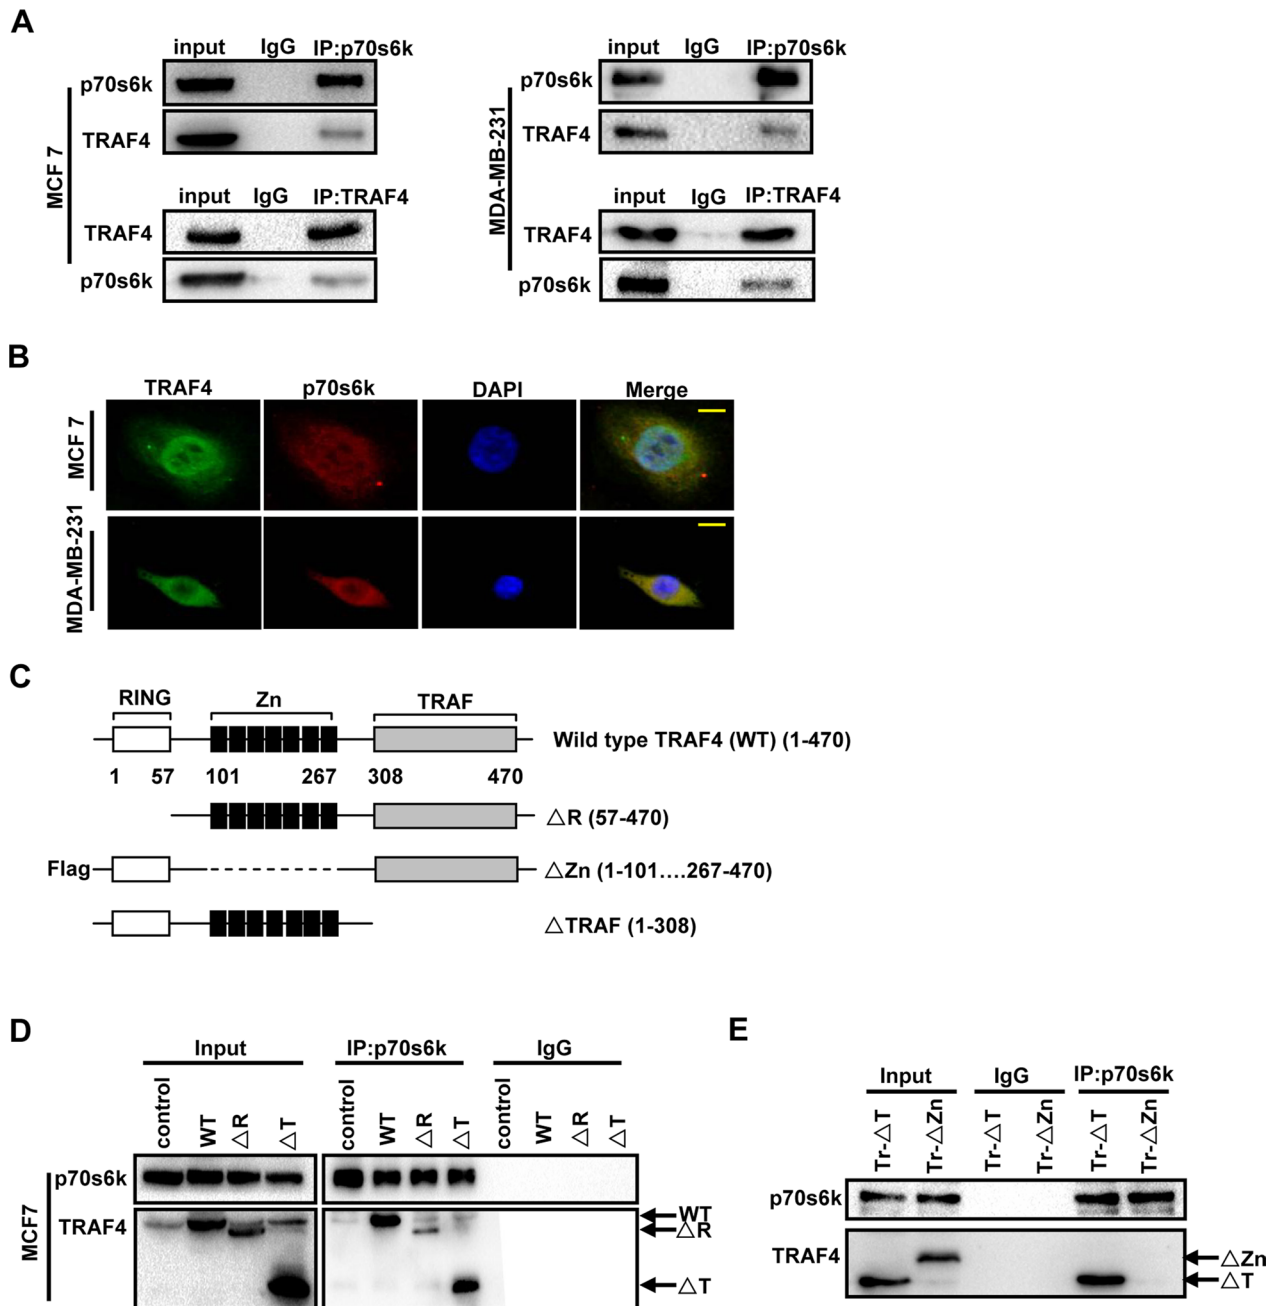 A
input IgG IP:p70s6k
p70s6k
TRAF4
input IgG IP:TRAF4
TRAF4
p70s6k
MCF 7
input IgG IP:p70s6k
p70s6k
TRAF4
input IgG IP:TRAF4
TRAF4
p70s6k
MDA-MB-231
B
TRAF4 p70s6k DAPI Merge
MCF 7
MDA-MB-231
C
RING Zn TRAF
Wild type TRAF4 (WT) (1-470)
1 57 101 267 308 470
△R (57-470)
Flag △Zn (1-101....267-470)
△TRAF (1-308)
D
Input IP:p70s6k IgG
control WT △R △T control WT △R △T control WT △R △T
p70s6k
TRAF4
MCF7
WT
△R
△T
E
Input IgG IP:p70s6k
Tr-△T Tr-△Zn Tr-△T Tr-△Zn Tr-△T Tr-△Zn
p70s6k
TRAF4
△Zn
△T